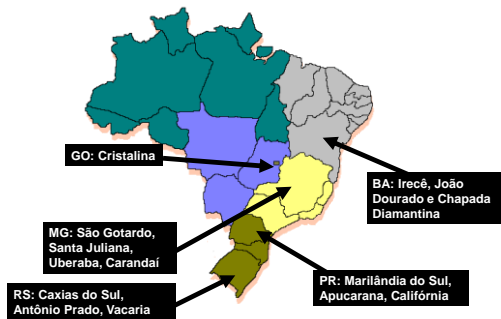 GO: Cristalina
BA: Irecê, João
Dourado e Chapada
Diamantina
MG: São Gotardo,
Santa Juliana,
Uberaba, Carandaí
RS: Caxias do Sul,
Antônio Prado, Vacaria
PR: Marilândia do Sul,
Apucarana, Califórnia